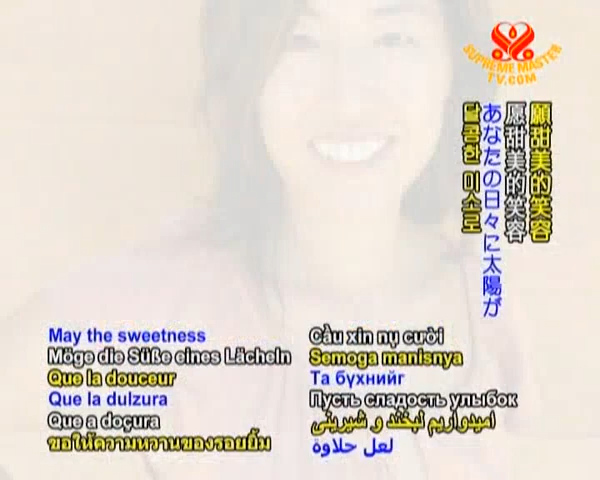 SUPREME MASTER
TV.COM
願甜美的笑容
愿甜美的笑容
あなたの日々に太陽が
달콤한 미소로
May the sweetness
Möge die Süße eines Lächeln
Que la douceur
Que la dulzura
Que a doçura
ขอให้ความหวานของรอยยิ้ม
Cầu xin nụ cười
Semoga manisnya
Та бүхнийг
Пусть сладость улыбок
امیدواریم لبخند و شیرینی
لعل حلاوة